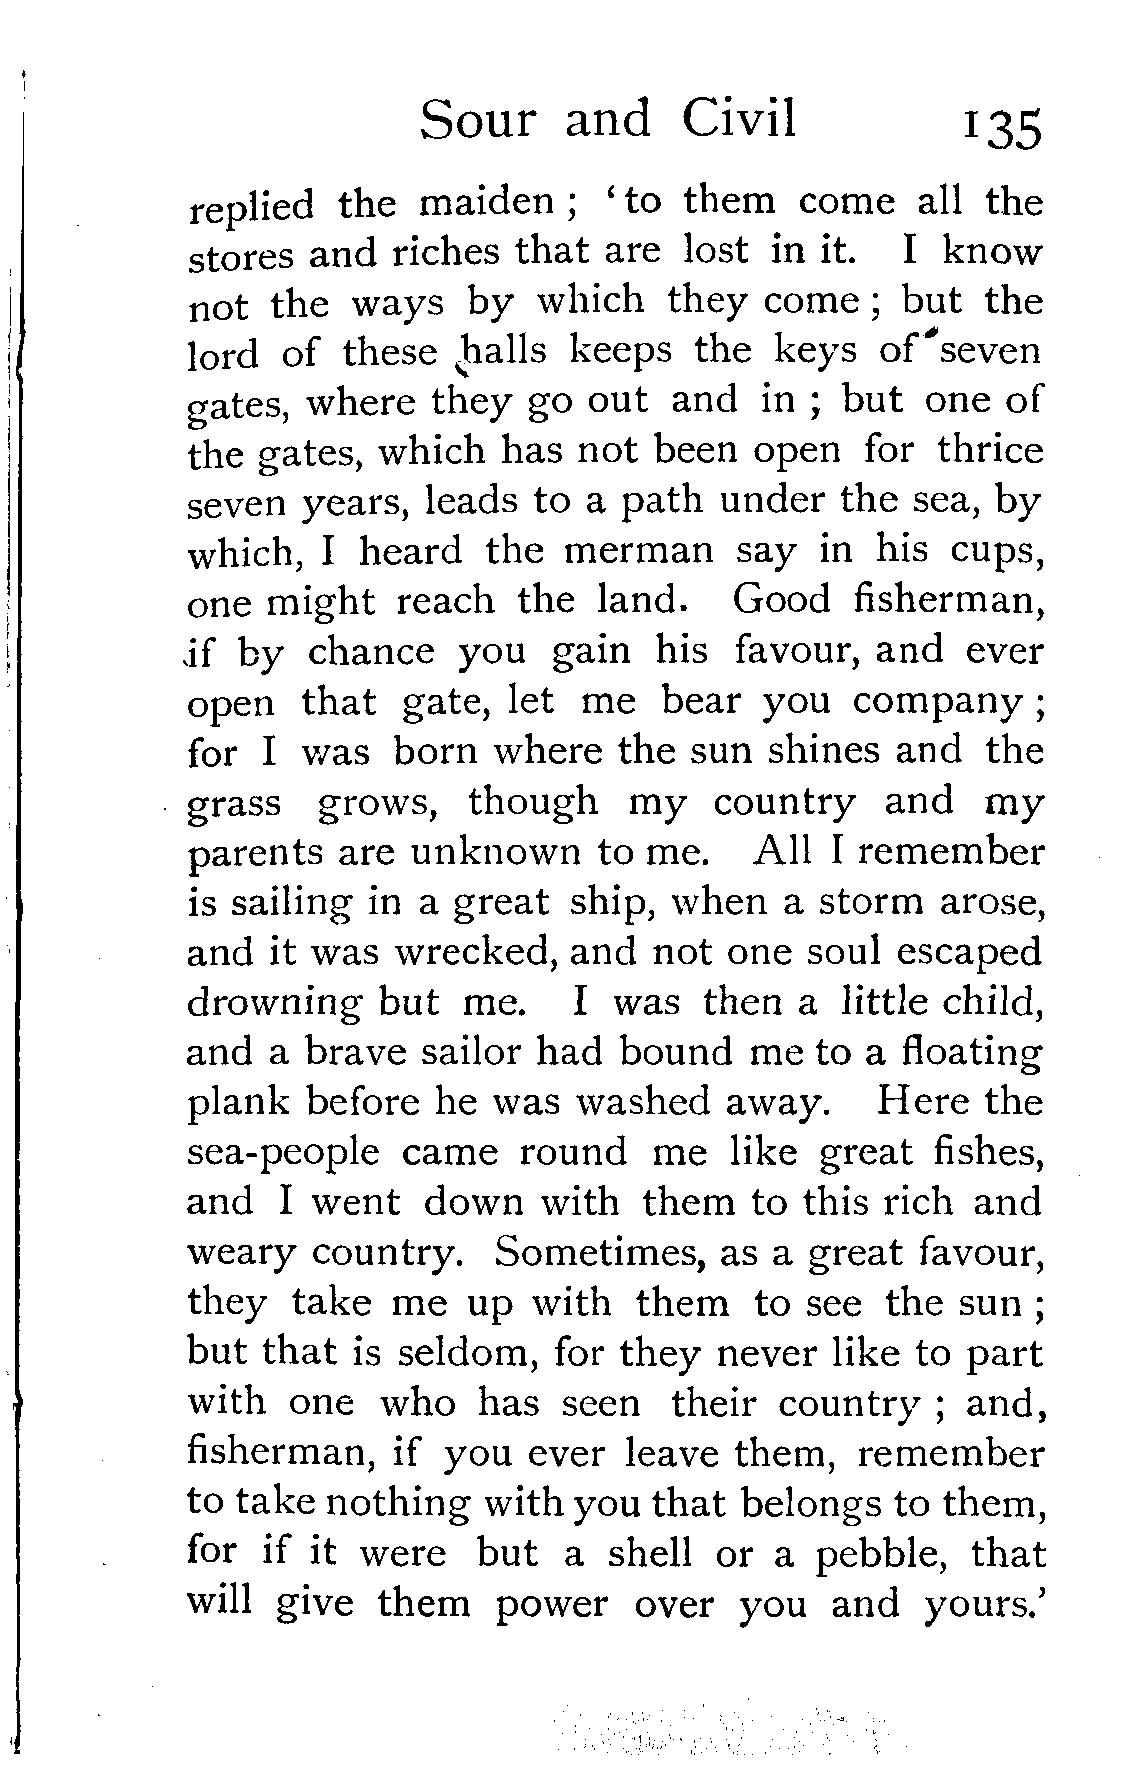 Sour and Civil 135
replied the maiden ; ‘ to them come all the
stores and riches that are lost in it. I know
not the ways by which they come ; but the
lord of these halls keeps the keys of seven
gates, where they go out and in ; but one of
the gates, which has not been open for thrice
seven years, leads to a path under the sea, by
which, I heard the merman say in his cups,
one might reach the land. Good fisherman,
if by chance you gain his favour, and ever
open that gate, let me bear you company ;
for I was born where the sun shines and the
grass grows, though my country and my
parents are unknown to me. All I remember
is sailing in a great ship, when a storm arose,
and it was wrecked, and not one soul escaped
drowning but me. I was then a little child,
and a brave sailor had bound me to a floating
plank before he was washed away. Here the
sea-people came round me like great fishes,
and I went down with them to this rich and
weary country. Sometimes, as a great favour,
they take me up with them to see the sun ;
but that is seldom, for they never like to part
with one who has seen their country ; and,
fisherman, if you ever leave them, remember
to take nothing with you that belongs to them,
for if it were but a shell or a pebble, that
will give them power over you and yours.’